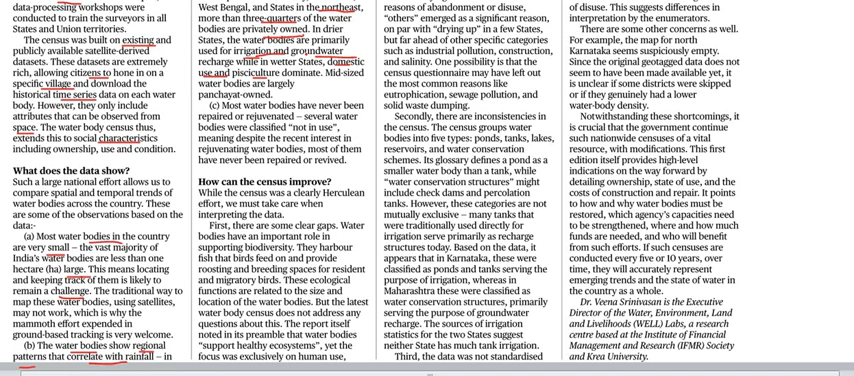 data-processing workshops were
conducted to train the surveyors in all
States and Union territories.
The census was built on existing and
publicly available satellite-derived
datasets. These datasets are extremely
rich, allowing citizens to hone in on a
specific village and download the
historical time series data on each water
body. However, they only include
attributes that can be observed from
space. The water body census thus,
extends this to social characteristics
including ownership, use and condition.
What does the data show?
Such a large national effort allows us to
compare spatial and temporal trends of
water bodies across the country. These
are some of the observations based on the
data:-
(a) Most water bodies in the country
are very small – the vast majority of
India's water bodies are less than one
hectare (ha) large. This means locating
and keeping track of them is likely to
remain a challenge. The traditional way to
map these water bodies, using satellites,
may not work, which is why the
mammoth effort expended in
ground-based tracking is very welcome.
(b) The water bodies show regional
patterns that correlate with rainfall – in
West Bengal, and States in the northeast,
more than three-quarters of the water
bodies are privately owned. In drier
States, the water bodies are primarily
used for irrigation and groundwater
recharge while in wetter States, domestic
use and pisciculture dominate. Mid-sized
water bodies are largely
panchayat-owned.
(c) Most water bodies have never been
repaired or rejuvenated – several water
bodies were classified "not in use",
meaning despite the recent interest in
rejuvenating water bodies, most of them
have never been repaired or revived.
How can the census improve?
While the census was a clearly Herculean
effort, we must take care when
interpreting the data.
First, there are some clear gaps. Water
bodies have an important role in
supporting biodiversity. They harbour
fish that birds feed on and provide
roosting and breeding spaces for resident
and migratory birds. These ecological
functions are related to the size and
location of the water bodies. But the latest
water body census does not address any
questions about this. The report itself
noted in its preamble that water bodies
"support healthy ecosystems", yet the
focus was exclusively on human use,
reasons of abandonment or disuse,
"others" emerged as a significant reason,
on par with "drying up" in a few States,
but far ahead of other specific categories
such as industrial pollution, construction,
and salinity. One possibility is that the
census questionnaire may have left out
the most common reasons like
eutrophication, sewage pollution, and
solid waste dumping.
Secondly, there are inconsistencies in
the census. The census groups water
bodies into five types: ponds, tanks, lakes,
reservoirs, and water conservation
schemes. Its glossary defines a pond as a
smaller water body than a tank, while
"water conservation structures" might
include check dams and percolation
tanks. However, these categories are not
mutually exclusive – many tanks that
were traditionally used directly for
irrigation serve primarily as recharge
structures today. Based on the data, it
appears that in Karnataka, these were
classified as ponds and tanks serving the
purpose of irrigation, whereas in
Maharashtra these were classified as
water conservation structures, primarily
serving the purpose of groundwater
recharge. The sources of irrigation
statistics for the two States suggest
neither State has much tank irrigation.
Third, the data was not standardised
of disuse. This suggests differences in
interpretation by the enumerators.
There are some other concerns as well.
For example, the map for north
Karnataka seems suspiciously empty.
Since the original geotagged data does not
seem to have been made available yet, it
is unclear if some districts were skipped
or if they genuinely had a lower
water-body density.
Notwithstanding these shortcomings, it
is crucial that the government continue
such nationwide censuses of a vital
resource, with modifications. This first
edition itself provides high-level
indications on the way forward by
detailing ownership, state of use, and the
costs of construction and repair. It points
to how and why water bodies must be
restored, which agency's capacities need
to be strengthened, where and how much
funds are needed, and who will benefit
from such efforts. If such censuses are
conducted every five or 10 years, over
time, they will accurately represent
emerging trends and the state of water in
the country as a whole.
Dr. Veena Srinivasan is the Executive
Director of the Water, Environment, Land
and Livelihoods (WELL) Labs, a research
centre based at the Institute of Financial
Management and Research (IFMR) Society
and Krea University.